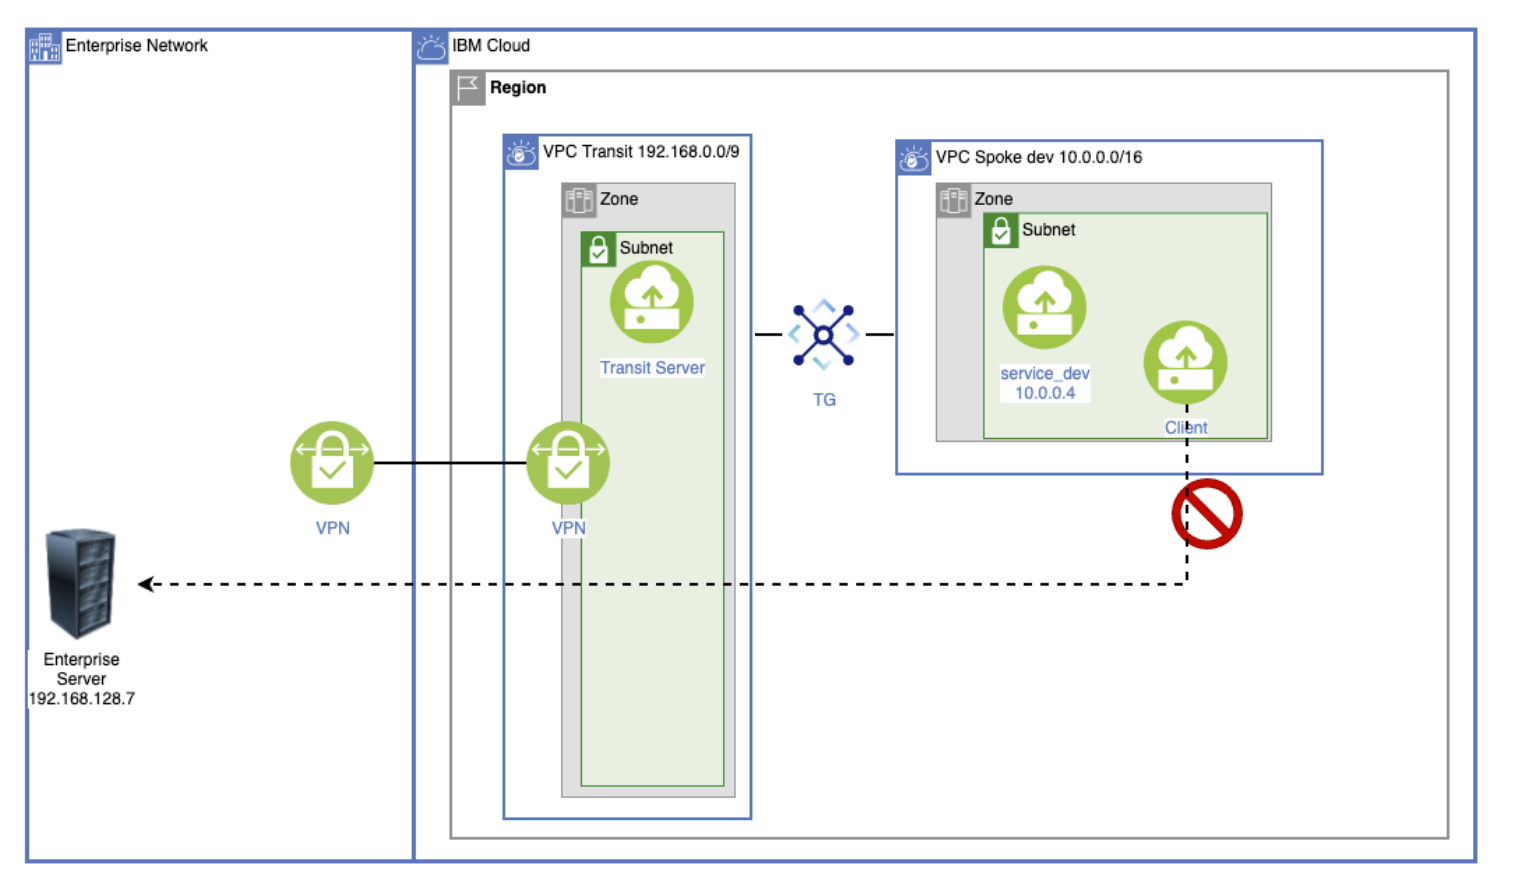 Enterprise Network
IBM Cloud
Region
VPC Transit 192.168.0.0/9
Zone
Subnet
Transit Server
VPN
VPN
TG
VPC Spoke dev 10.0.0.0/16
Zone
Subnet
service_dev
10.0.0.4
Client
Enterprise
Server
192.168.128.7